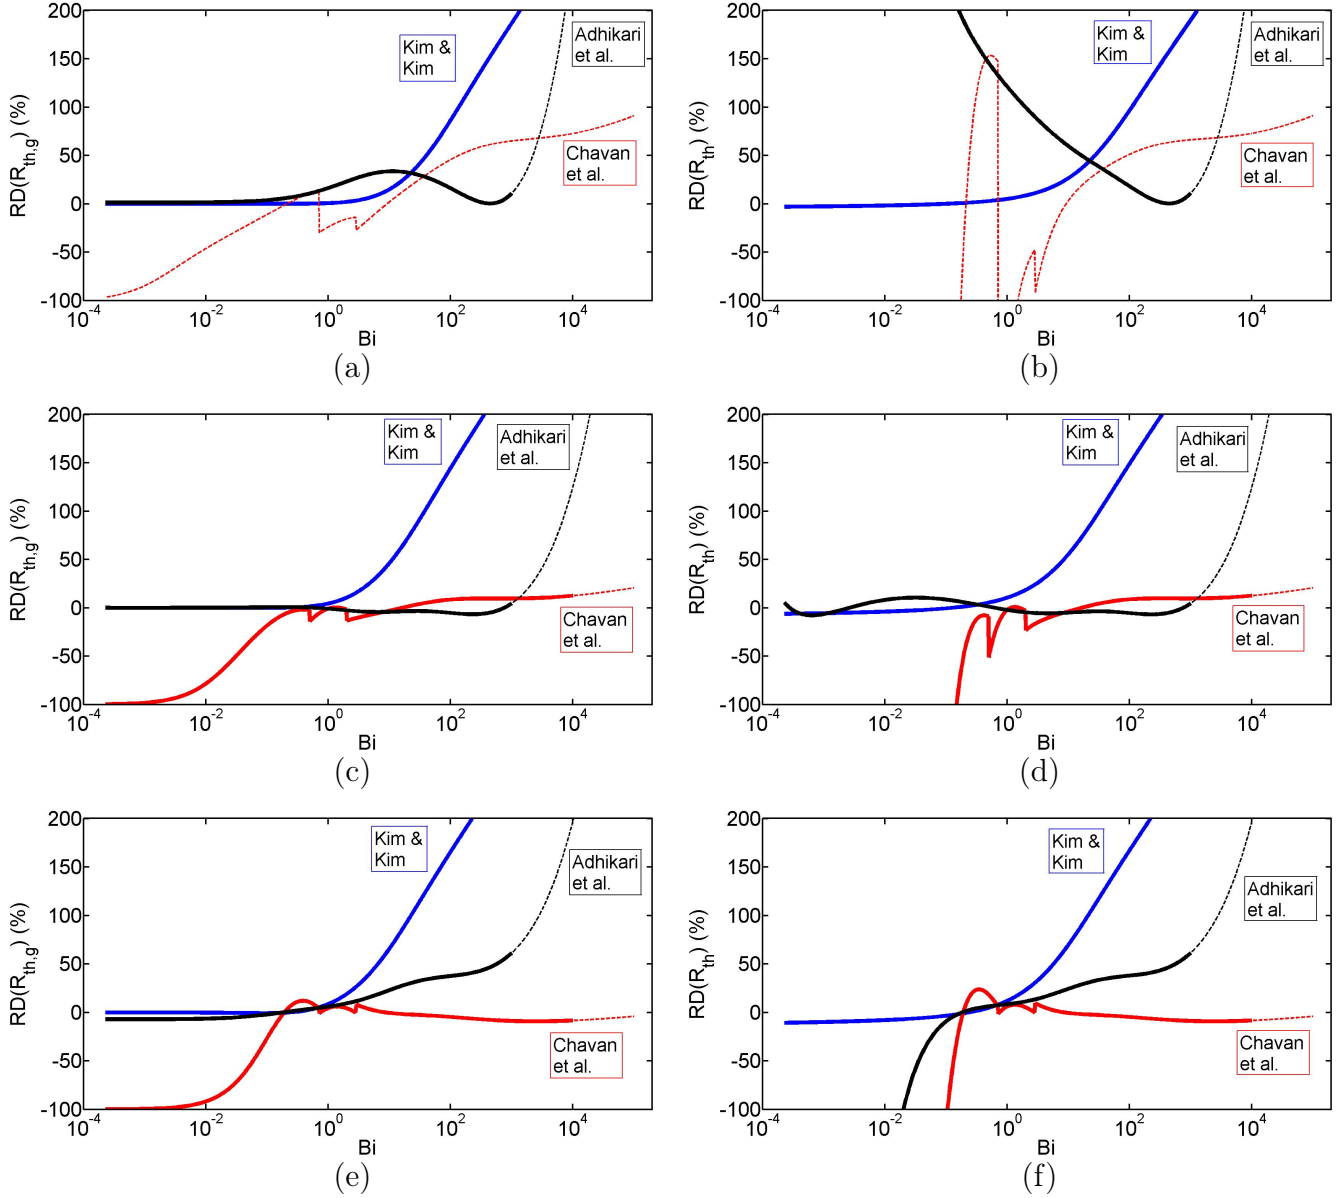 200
150
100
50
0
-50
-100
RD(R_th,g) (%)
Kim &
Kim
Adhikari
et al.
Chavan
et al.
10^-4
10^-2
10^0
10^2
10^4
Bi
(a)
200
150
100
50
0
-50
-100
RD(R_th) (%)
Kim &
Kim
Adhikari
et al.
Chavan
et al.
10^-4
10^-2
10^0
10^2
10^4
Bi
(b)
200
150
100
50
0
-50
-100
RD(R_th,g) (%)
Kim &
Kim
Adhikari
et al.
Chavan
et al.
10^-4
10^-2
10^0
10^2
10^4
Bi
(c)
200
150
100
50
0
-50
-100
RD(R_th) (%)
Kim &
Kim
Adhikari
et al.
Chavan
et al.
10^-4
10^-2
10^0
10^2
10^4
Bi
(d)
200
150
100
50
0
-50
-100
RD(R_th,g) (%)
Kim &
Kim
Adhikari
et al.
Chavan
et al.
10^-4
10^-2
10^0
10^2
10^4
Bi
(e)
200
150
100
50
0
-50
-100
RD(R_th) (%)
Kim &
Kim
Adhikari
et al.
Chavan
et al.
10^-4
10^-2
10^0
10^2
10^4
Bi
(f)